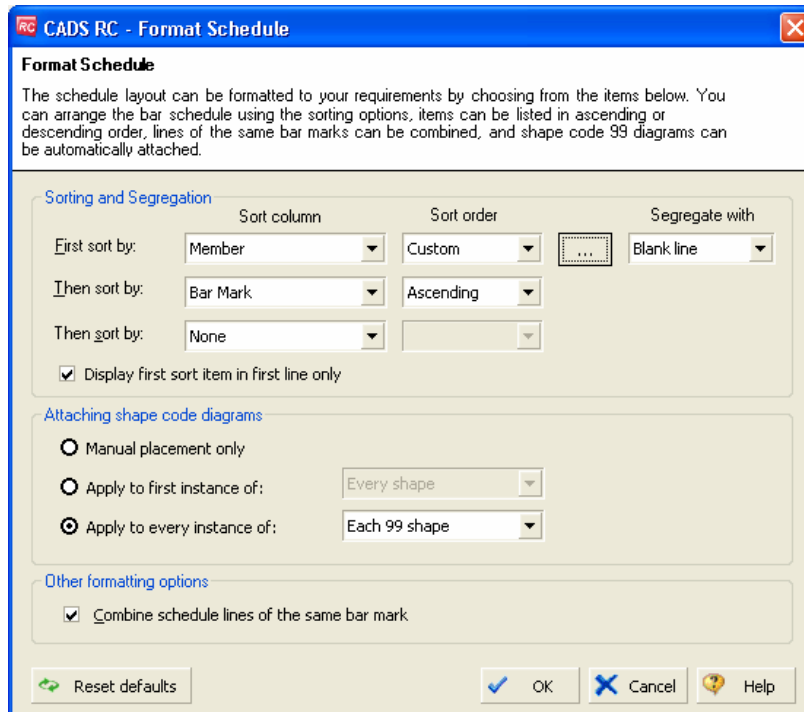 RC CADS RC - Format Schedule
Format Schedule
The schedule layout can be formatted to your requirements by choosing from the items below. You
can arrange the bar schedule using the sorting options, items can be listed in ascending or
descending order, lines of the same bar marks can be combined, and shape code 99 diagrams can
be automatically attached.
Sorting and Segregation
Sort column Sort order Segregate with
First sort by: Member Custom ... Blank line
Then sort by: Bar Mark Ascending
Then sort by: None
Display first sort item in first line only
Attaching shape code diagrams
Manual placement only
Apply to first instance of: Every shape
Apply to every instance of: Each 99 shape
Other formatting options
Combine schedule lines of the same bar mark
Reset defaults OK Cancel Help